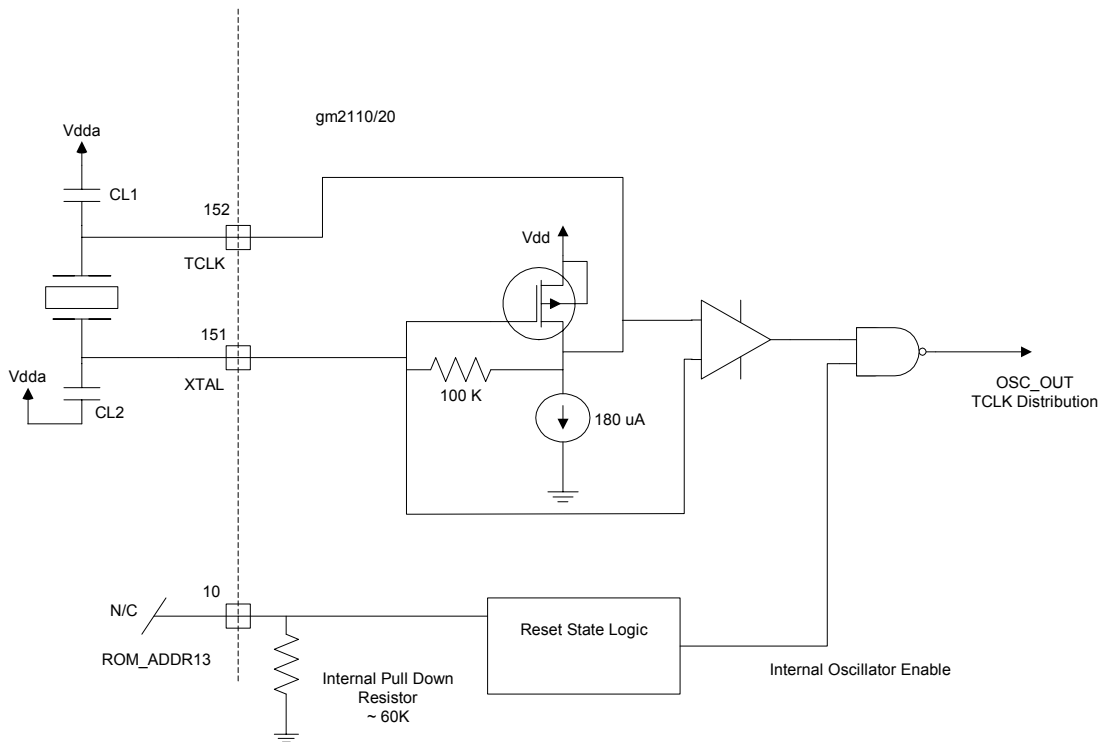 gm2110/20
Vdda
CL1
152
TCLK
Vdd
151
XTAL
Vdda
CL2
100 K
180 uA
OSC_OUT
TCLK Distribution
10
N/C
ROM_ADDR13
Reset State Logic
Internal Pull Down
Resistor
~ 60K
Internal Oscillator Enable